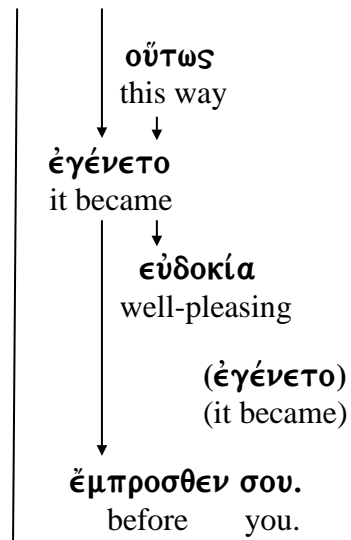 οὕτως
this way
ἐγένετο
it became
εὐδοκία
well-pleasing
(ἐγένετο)
(it became)
ἔμπροσθεν σου.
before you.